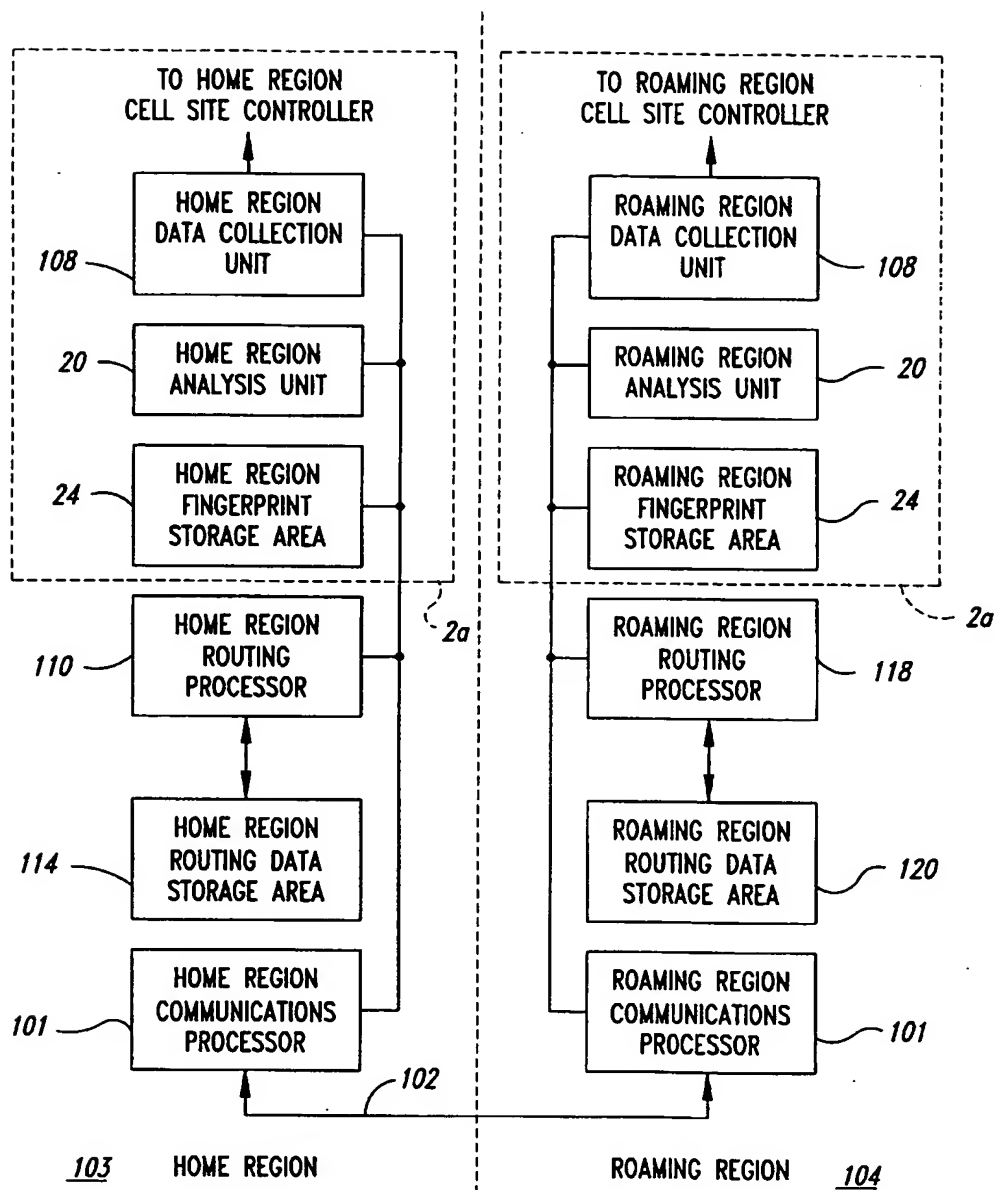 TO HOME REGION
CELL SITE CONTROLLER
HOME REGION
DATA COLLECTION
UNIT
108
20
HOME REGION
ANALYSIS UNIT
24
HOME REGION
FINGERPRINT
STORAGE AREA
2a
110
HOME REGION
ROUTING
PROCESSOR
114
HOME REGION
ROUTING DATA
STORAGE AREA
101
HOME REGION
COMMUNICATIONS
PROCESSOR
102
103
HOME REGION
TO ROAMING REGION
CELL SITE CONTROLLER
ROAMING REGION
DATA COLLECTION
UNIT
108
ROAMING REGION
ANALYSIS UNIT
20
ROAMING REGION
FINGERPRINT
STORAGE AREA
24
2a
ROAMING REGION
ROUTING
PROCESSOR
118
ROAMING REGION
ROUTING DATA
STORAGE AREA
120
ROAMING REGION
COMMUNICATIONS
PROCESSOR
101
ROAMING REGION
104